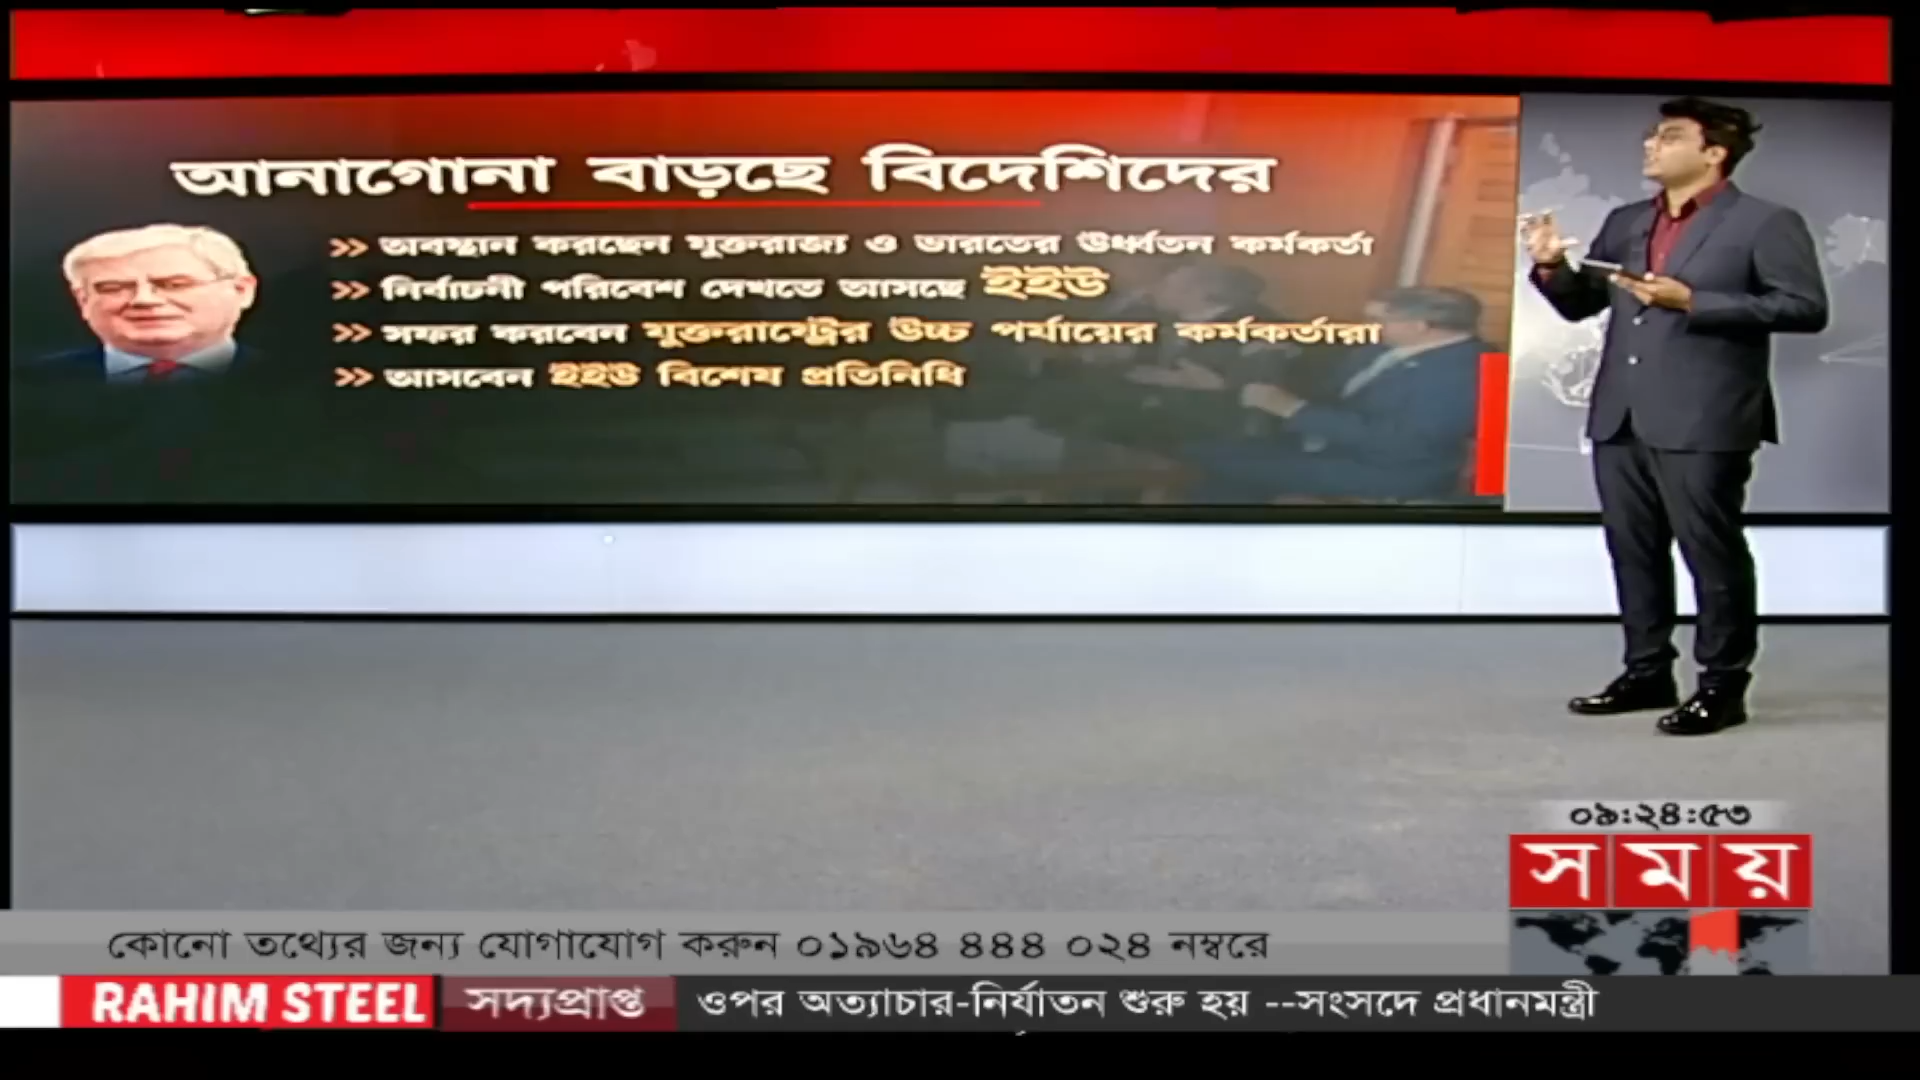 আনাগোনা বাড়ছে বিদেশিদের
>> অবস্থান করছেন যুক্তরাজ্য ও ভারতের ঊর্ধ্বতন কর্মকর্তা
>> নির্বাচনী পরিবেশ দেখতে আসছে ইইউ
>> সফর করবেন যুক্তরাষ্ট্রের উচ্চ পর্যায়ের কর্মকর্তারা
>> আসবেন ইইউ বিশেষ প্রতিনিধি
০৯:২৪:৫৩
সময়
কোনো তথ্যের জন্য যোগাযোগ করুন ০১৯৬৪ ৪৪৪ ০২৪ নম্বরে
RAHIM STEEL সদ্যপ্রাপ্ত ওপর অত্যাচার-নির্যাতন শুরু হয় --সংসদে প্রধানমন্ত্রী